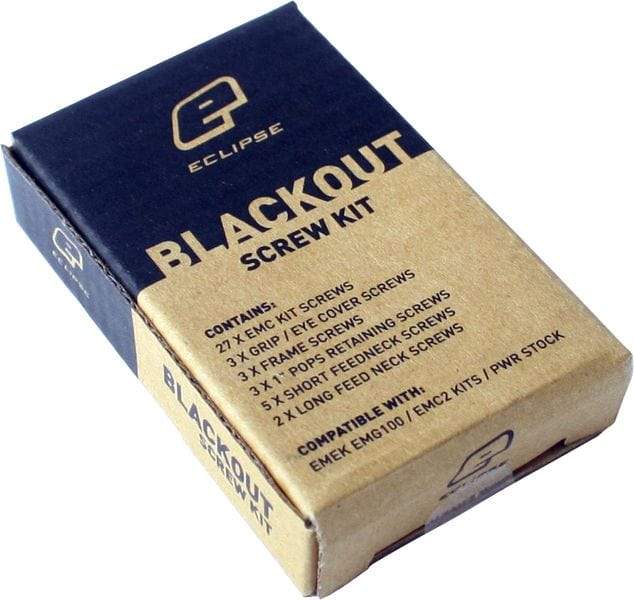 ECLIPSE
BLACKOUT
SCREW KIT
CONTAINS:
27 X EMC KIT SCREWS
3 X GRIP / EYE COVER SCREWS
3 X FRAME SCREWS
3 X 1" POPS RETAINING SCREWS
5 X SHORT FEEDNECK SCREWS
2 X LONG FEED NECK SCREWS
COMPATIBLE WITH:
EMEK EMG100 / EMC2 KITS / PWR STOCK
ECLIPSE
BLACKOUT
SCREW KIT
ECLIPSE